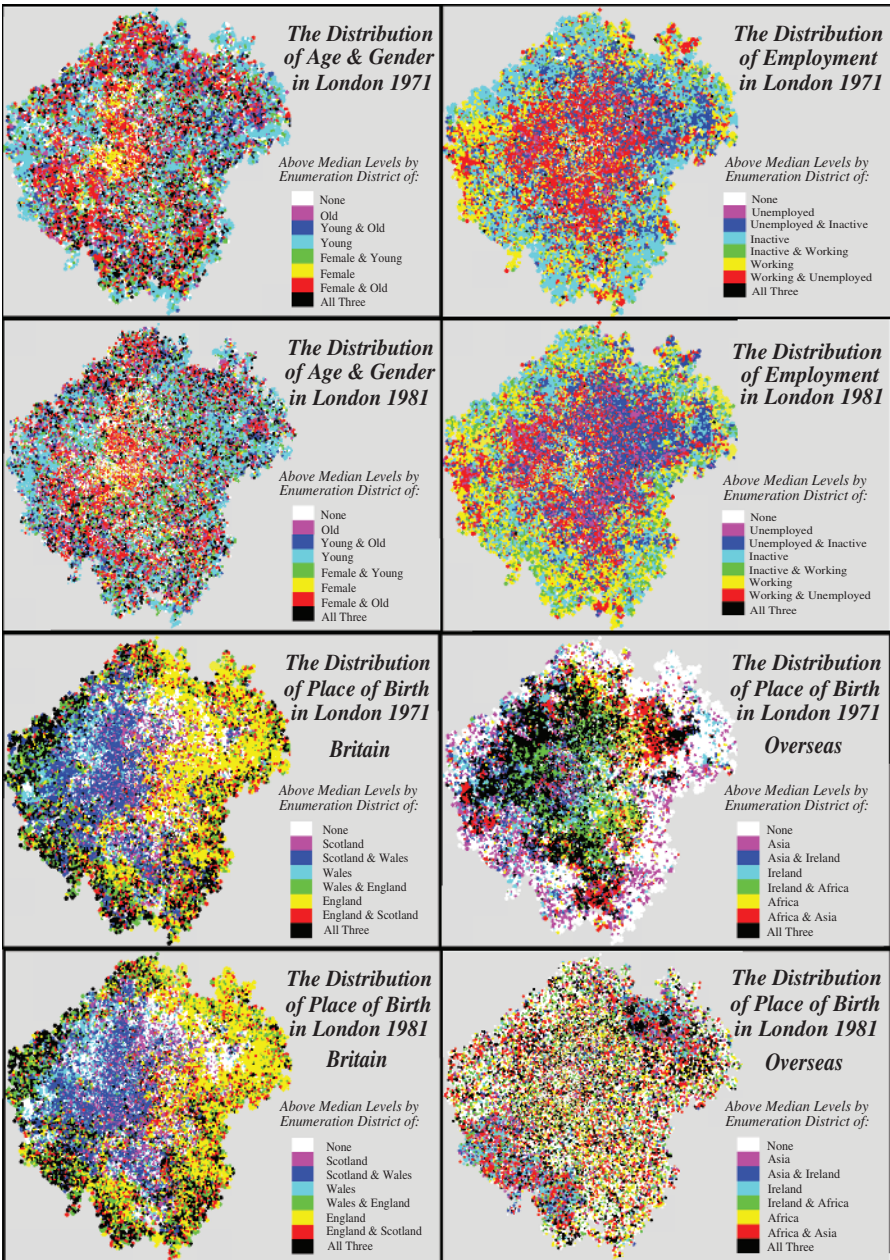 The Distribution
of Age & Gender
in London 1971
Above Median Levels by
Enumeration District of:
None
Old
Young & Old
Young
Female & Young
Female
Female & Old
All Three
The Distribution
of Employment
in London 1971
Above Median Levels by
Enumeration District of:
None
Unemployed
Unemployed & Inactive
Inactive
Inactive & Working
Working
Working & Unemployed
All Three
The Distribution
of Age & Gender
in London 1981
Above Median Levels by
Enumeration District of:
None
Old
Young & Old
Young
Female & Young
Female
Female & Old
All Three
The Distribution
of Employment
in London 1981
Above Median Levels by
Enumeration District of:
None
Unemployed
Unemployed & Inactive
Inactive
Inactive & Working
Working
Working & Unemployed
All Three
The Distribution
of Place of Birth
in London 1971
Britain
Above Median Levels by
Enumeration District of:
None
Scotland
Scotland & Wales
Wales
Wales & England
England
England & Scotland
All Three
The Distribution
of Place of Birth
in London 1971
Overseas
Above Median Levels by
Enumeration District of:
None
Asia
Asia & Ireland
Ireland
Ireland & Africa
Africa
Africa & Asia
All Three
The Distribution
of Place of Birth
in London 1981
Britain
Above Median Levels by
Enumeration District of:
None
Scotland
Scotland & Wales
Wales
Wales & England
England
England & Scotland
All Three
The Distribution
of Place of Birth
in London 1981
Overseas
Above Median Levels by
Enumeration District of:
None
Asia
Asia & Ireland
Ireland
Ireland & Africa
Africa
Africa & Asia
All Three